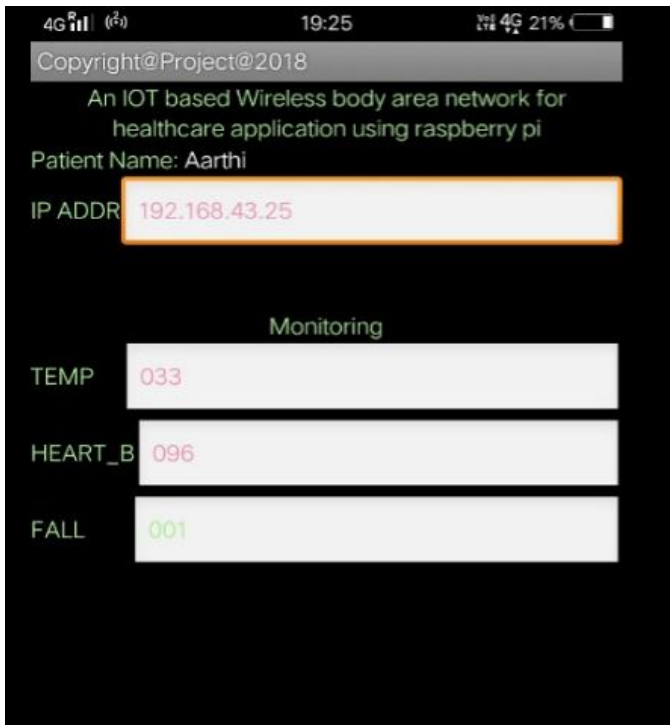 4G R 19:25 VoLTE 4G 21%
Copyright@Project@2018
An IOT based Wireless body area network for
healthcare application using raspberry pi
Patient Name: Aarthi
IP ADDR 192.168.43.25
Monitoring
TEMP 033
HEART_B 096
FALL 001